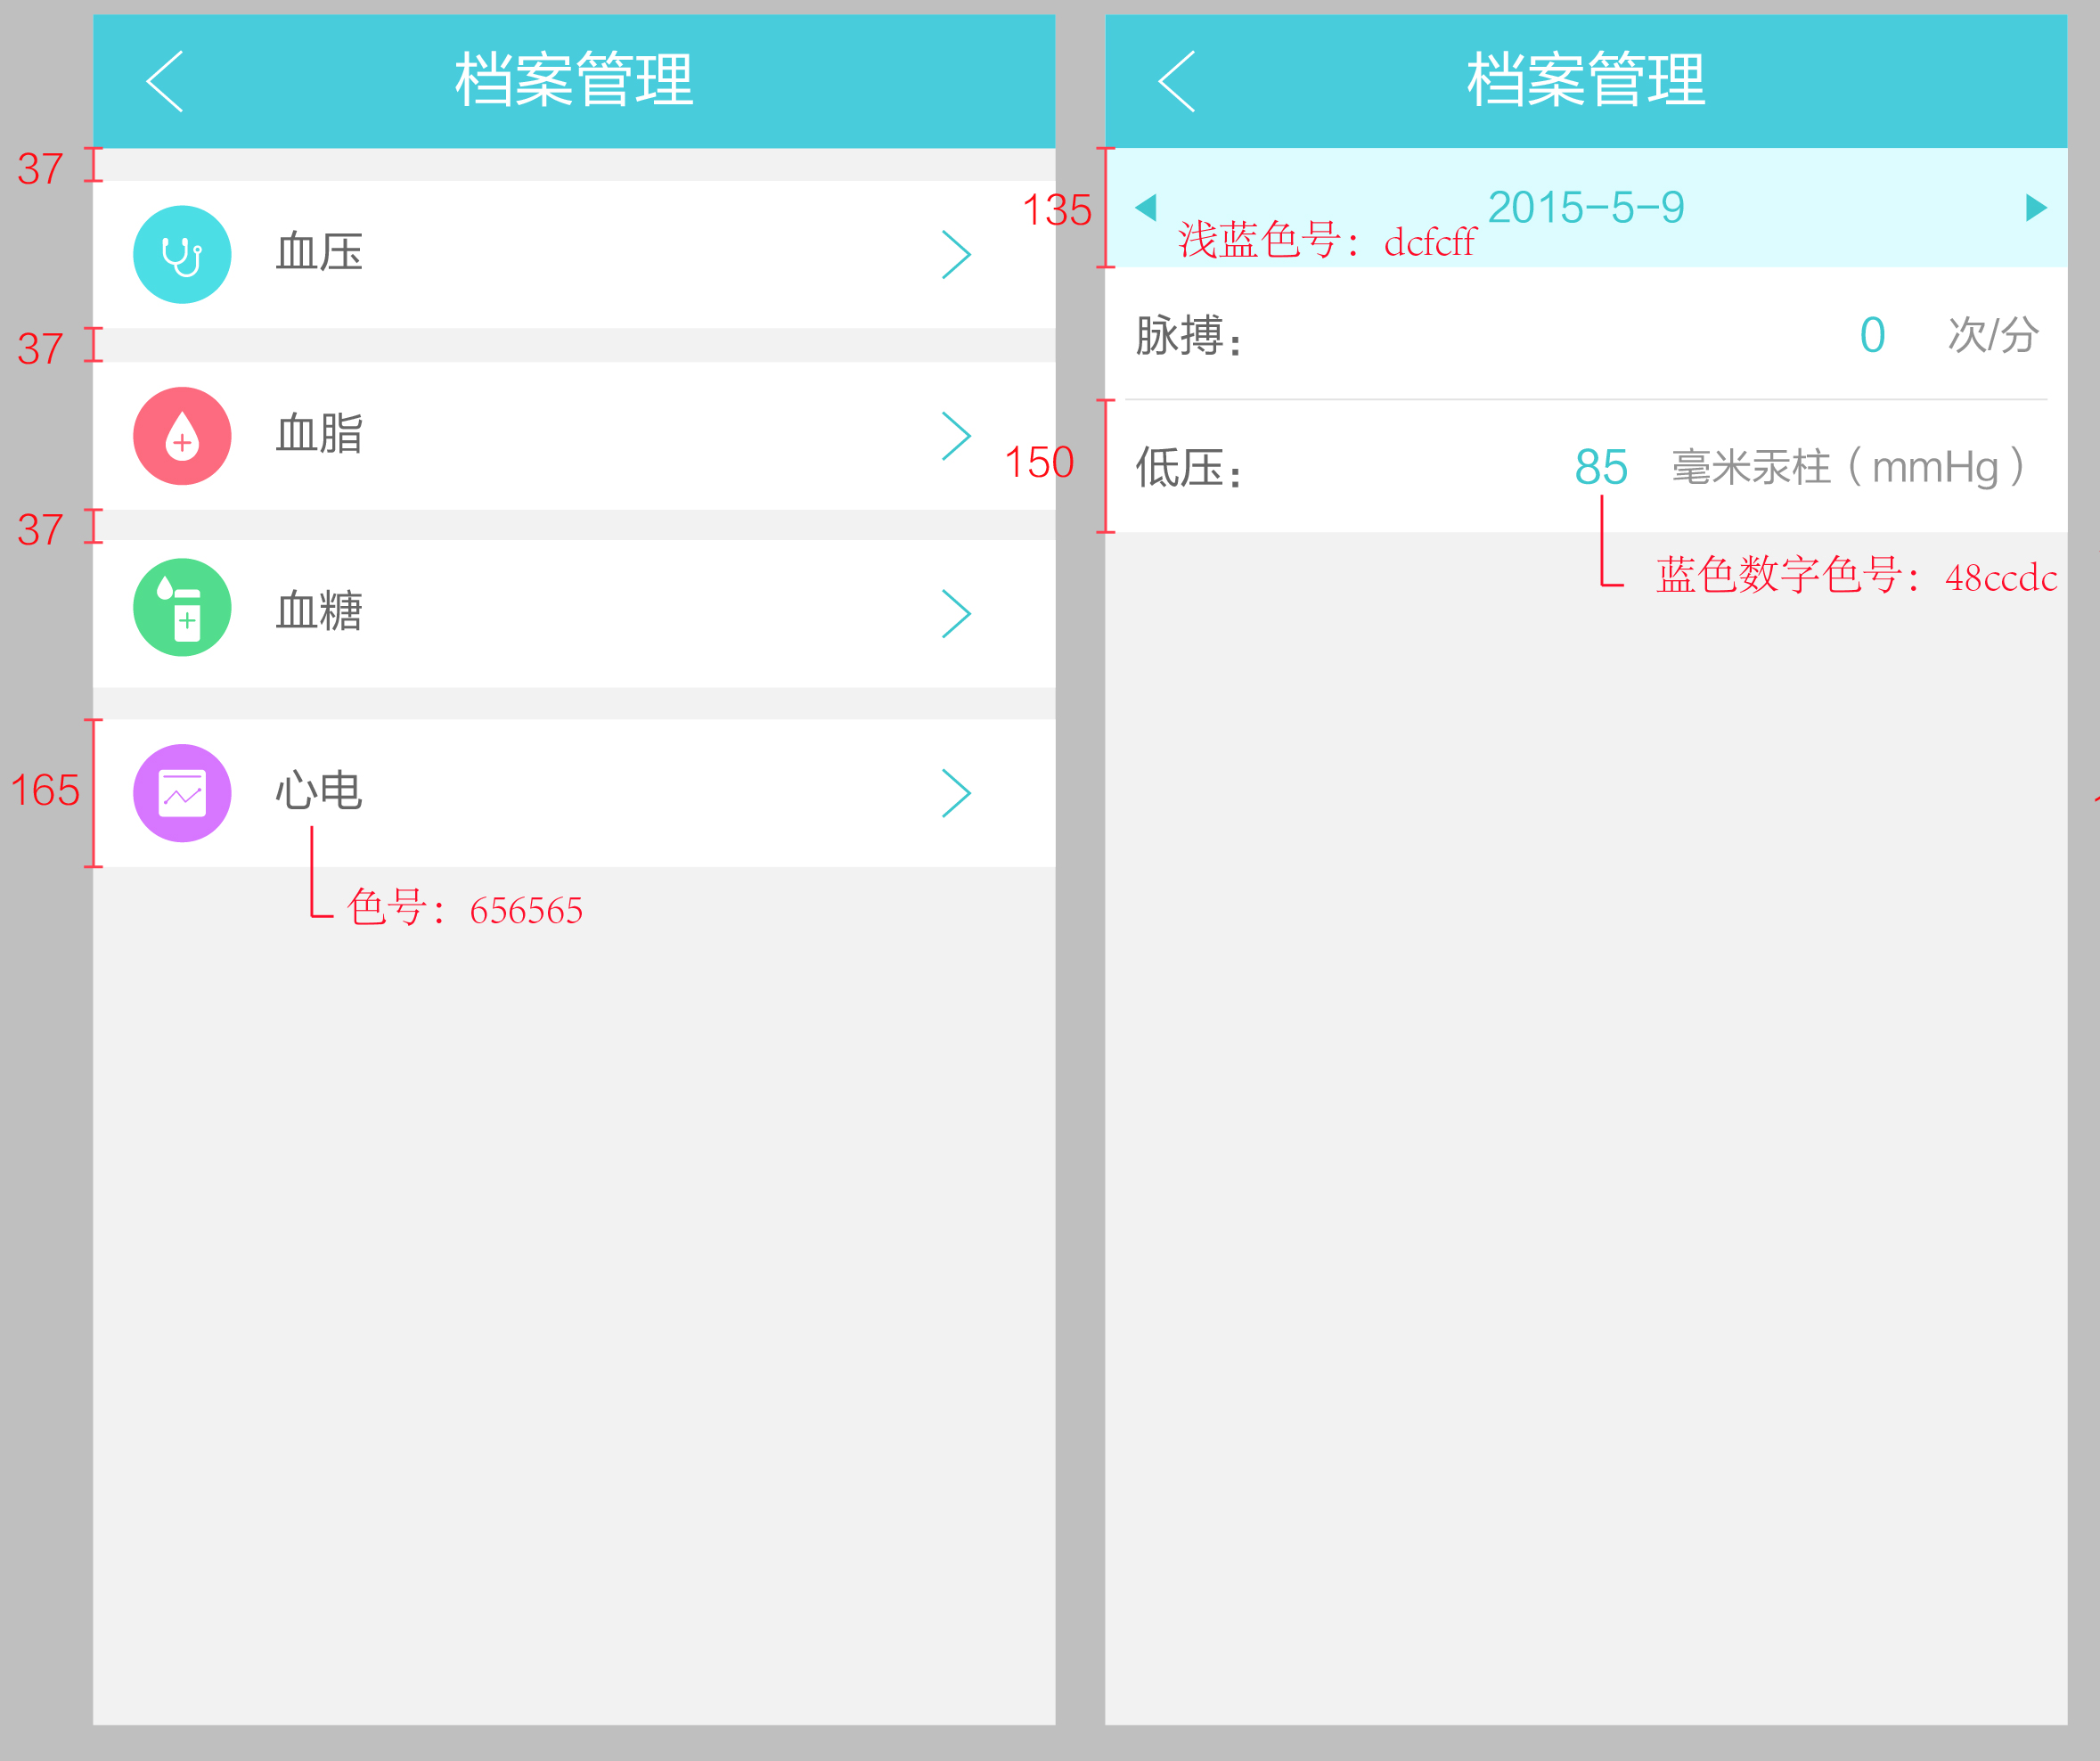 档案管理
37
血压
37
血脂
37
血糖
165
心电
色号：656565
档案管理
135
2015-5-9
浅蓝色号：dcfcff
脉搏：
0 次/分
150
低压：
85 毫米汞柱（mmHg）
蓝色数字色号：48ccdc